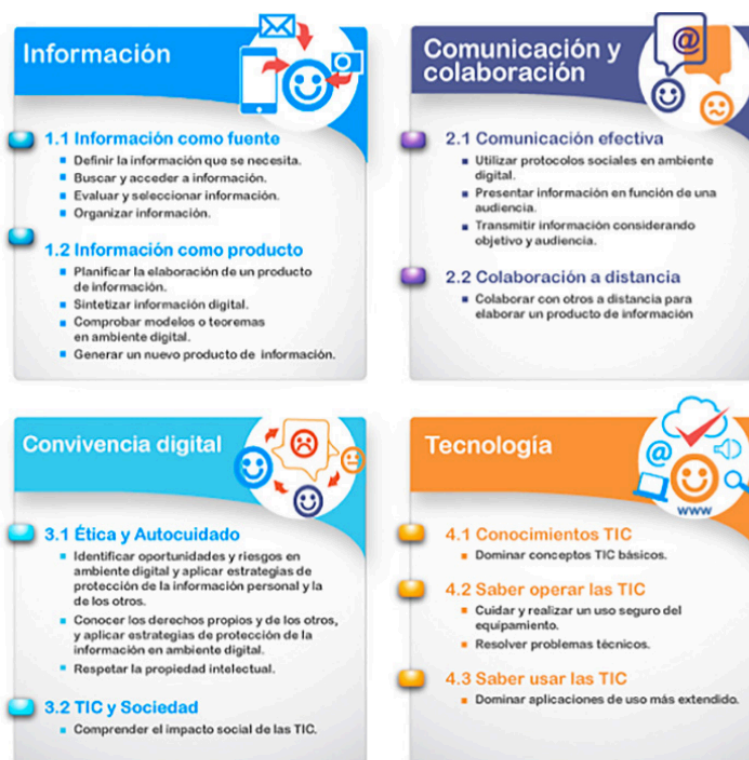 Información
1.1 Información como fuente
Definir la información que se necesita.
Buscar y acceder a información.
Evaluar y seleccionar información.
Organizar información.
1.2 Información como producto
Planificar la elaboración de un producto
de información.
Sintetizar información digital.
Comprobar modelos o teoremas
en ambiente digital.
Generar un nuevo producto de información.
Comunicación y
colaboración
@
2.1 Comunicación efectiva
Utilizar protocolos sociales en ambiente
digital.
Presentar información en función de una
audiencia.
Transmitir información considerando
objetivo y audiencia.
2.2 Colaboración a distancia
Colaborar con otros a distancia para
elaborar un producto de información
Convivencia digital
3.1 Ética y Autocuidado
Identificar oportunidades y riesgos en
ambiente digital y aplicar estrategias de
protección de la información personal y la
de los otros.
Conocer los derechos propios y de los otros,
y aplicar estrategias de protección de la
información en ambiente digital.
Respetar la propiedad intelectual.
3.2 TIC y Sociedad
Comprender el impacto social de las TIC.
Tecnología
@
www
4.1 Conocimientos TIC
Dominar conceptos TIC básicos.
4.2 Saber operar las TIC
Cuidar y realizar un uso seguro del
equipamiento.
Resolver problemas técnicos.
4.3 Saber usar las TIC
Dominar aplicaciones de uso más extendido.